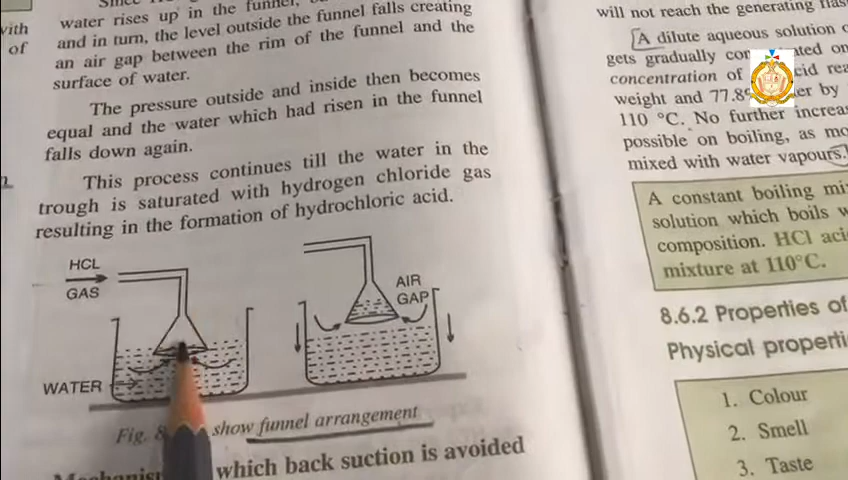 water rises up in the funnel,
and in turn, the level outside the funnel falls creating
an air gap between the rim of the funnel and the
surface of water.
The pressure outside and inside then becomes
equal and the water which had risen in the funnel
falls down again.
This process continues till the water in the
trough is saturated with hydrogen chloride gas
resulting in the formation of hydrochloric acid.
HCL
GAS
WATER
AIR
GAP
Fig. 8 show funnel arrangement
which back suction is avoided
with
of
will not reach the generating
A dilute aqueous solution
gets gradually
concentration of
weight and by
110 °C. No further
possible on boiling, as
mixed with water vapours.
A constant boiling
solution which boils
composition. HCl
mixture at 110°C.
8.6.2 Properties of
Physical
1. Colour
2. Smell
3. Taste